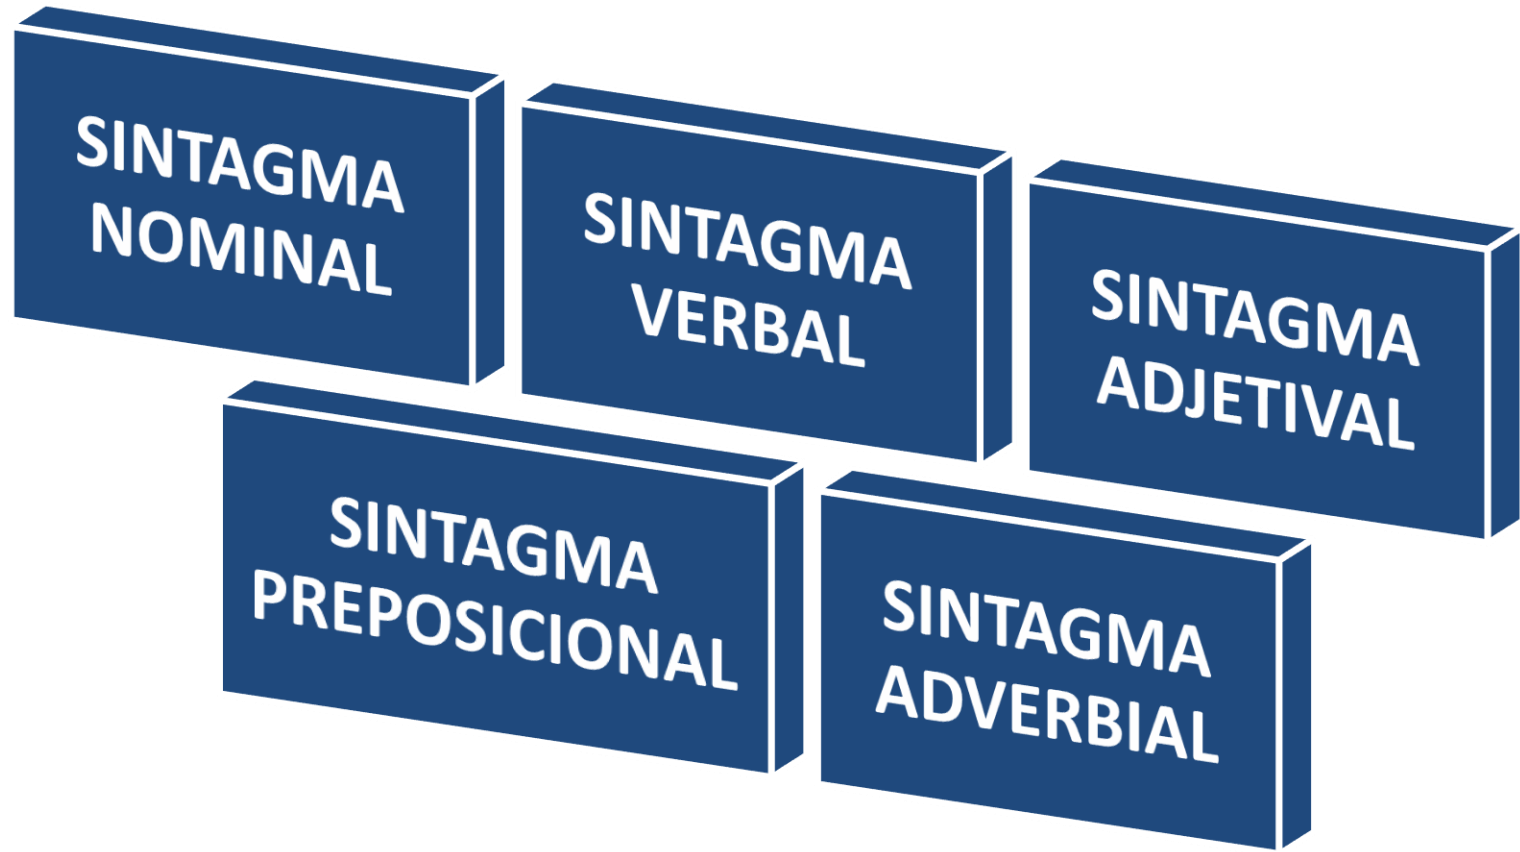 SINTAGMA
NOMINAL
SINTAGMA
VERBAL
SINTAGMA
ADJETIVAL
SINTAGMA
PREPOSICIONAL
SINTAGMA
ADVERBIAL